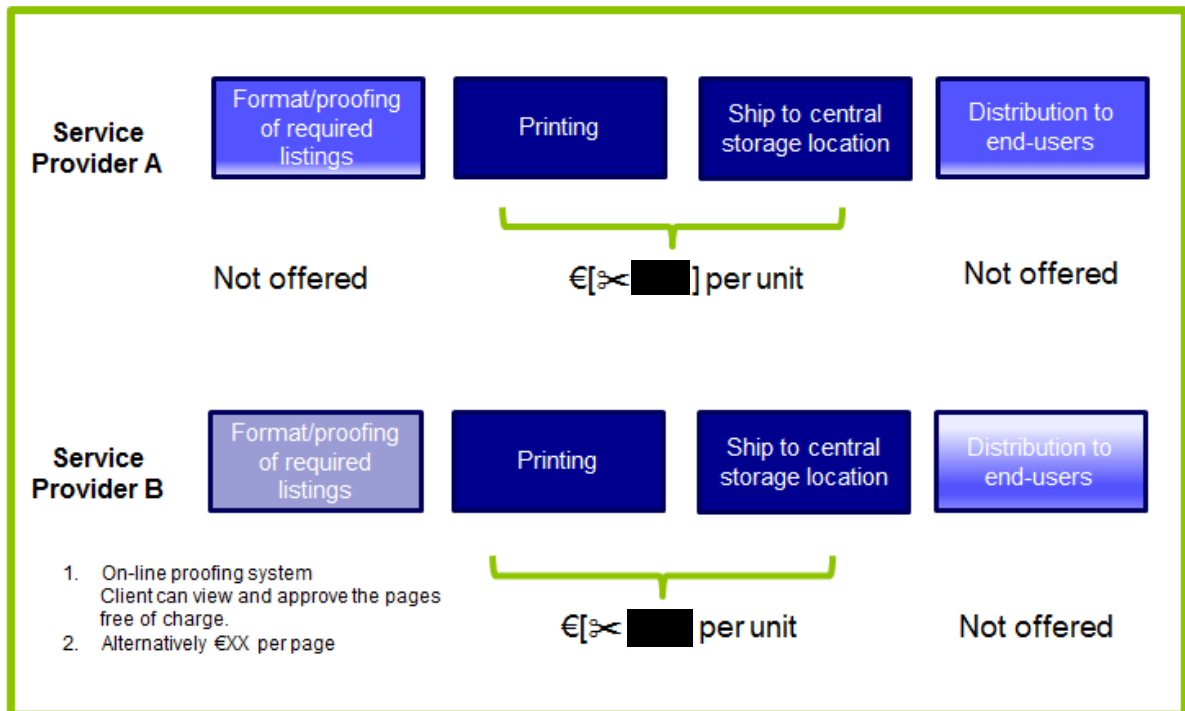 Format/proofing
of required
listings
Printing
Ship to central
storage location
Distribution to
end-users
Service
Provider A
Not offered
€[✂ ] per unit
Not offered
Format/proofing
of required
listings
Printing
Ship to central
storage location
Distribution to
end-users
Service
Provider B
1. On-line proofing system
Client can view and approve the pages
free of charge.
2. Alternatively €XX per page
€[✂ per unit
Not offered